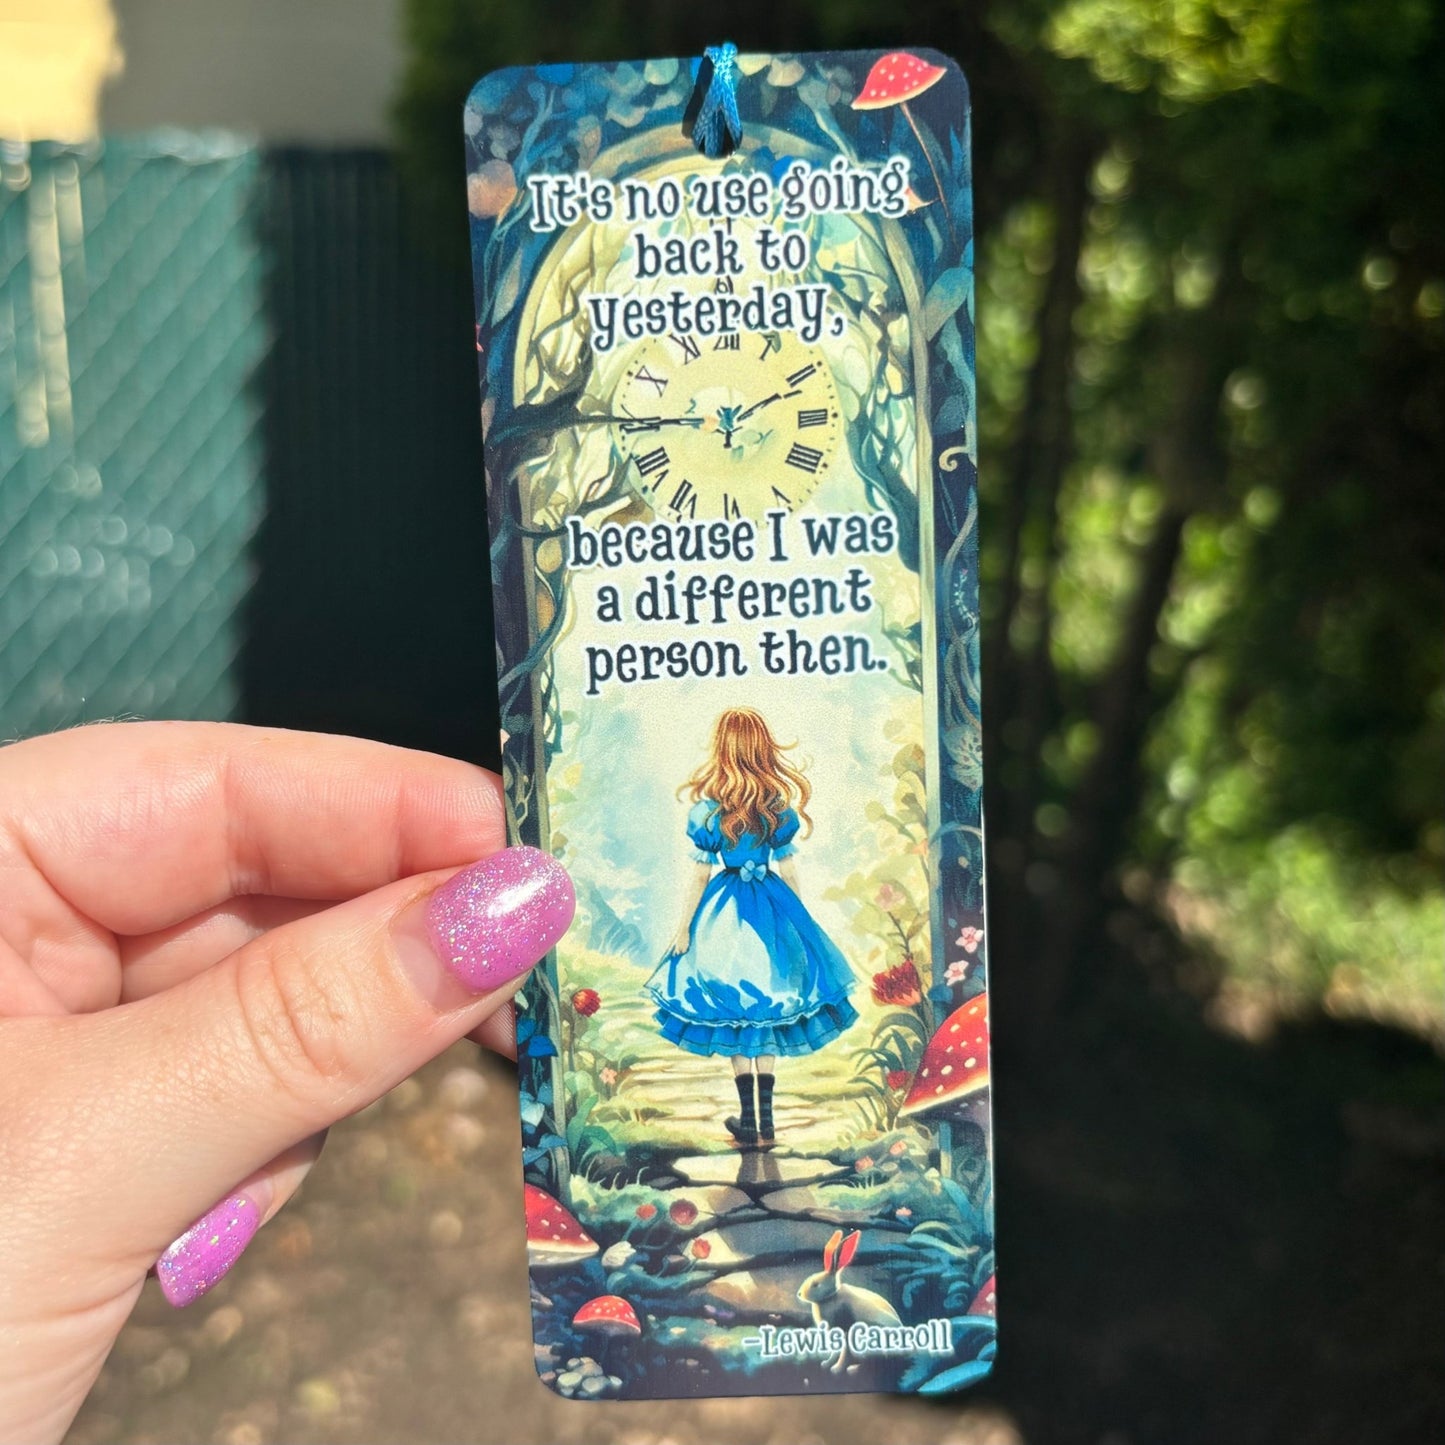 It's no use going
back to
yesterday,
because I was
a different
person then.
-Lewis Carroll